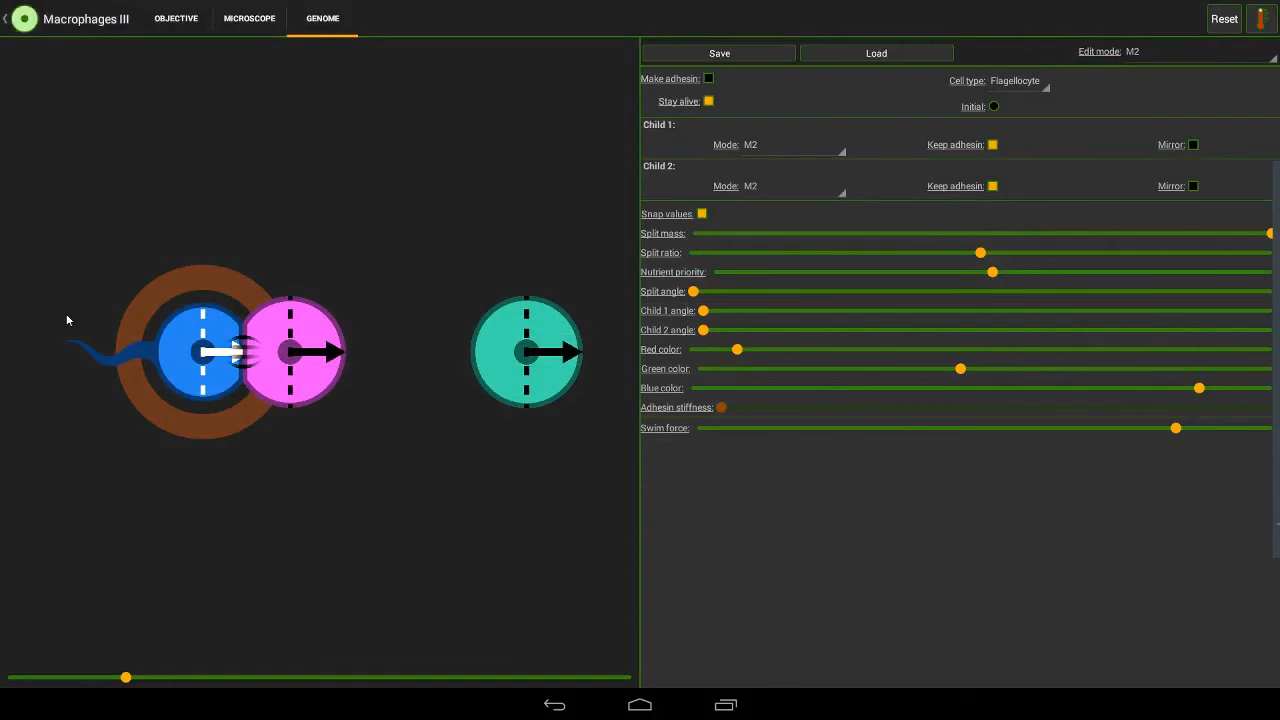 Macrophages III OBJECTIVE MICROSCOPE GENOME Reset
Save Load Edit mode: M2
Make adhesin: Cell type: Flagellocyte
Stay alive: Initial:
Child 1:
Mode: M2 Keep adhesin: Mirror:
Child 2:
Mode: M2 Keep adhesin: Mirror:
Snap values
Split mass:
Split ratio:
Nutrient priority:
Split angle:
Child 1 angle:
Child 2 angle:
Red color:
Green color:
Blue color:
Adhesin stiffness:
Swim force: